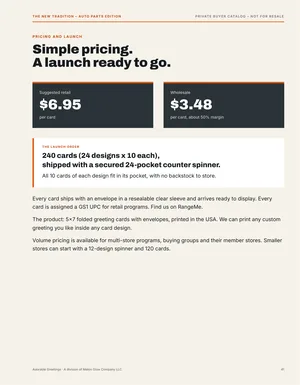 THE NEW TRADITION – AUTO PARTS EDITION
PRIVATE BUYER CATALOG – NOT FOR RESALE
PRICING AND LAUNCH
Simple pricing.
A launch ready to go.
Suggested retail
$6.95
per card
Wholesale
$3.48
per card, about 50% margin
THE LAUNCH ORDER
240 cards (24 designs x 10 each),
shipped with a secured 24-pocket counter spinner.
All 10 cards of each design fit in its pocket, with no backstock to store.
Every card ships with an envelope in a resealable clear sleeve and arrives ready to display. Every
card is assigned a GS1 UPC for retail programs. Find us on RangeMe.
The product: 5×7 folded greeting cards with envelopes, printed in the USA. We can print any custom
greeting you like inside any card design.
Volume pricing is available for multi-store programs, buying groups and their member stores. Smaller
stores can start with a 12-design spinner and 120 cards.
Greetings · A division of
Company LLC